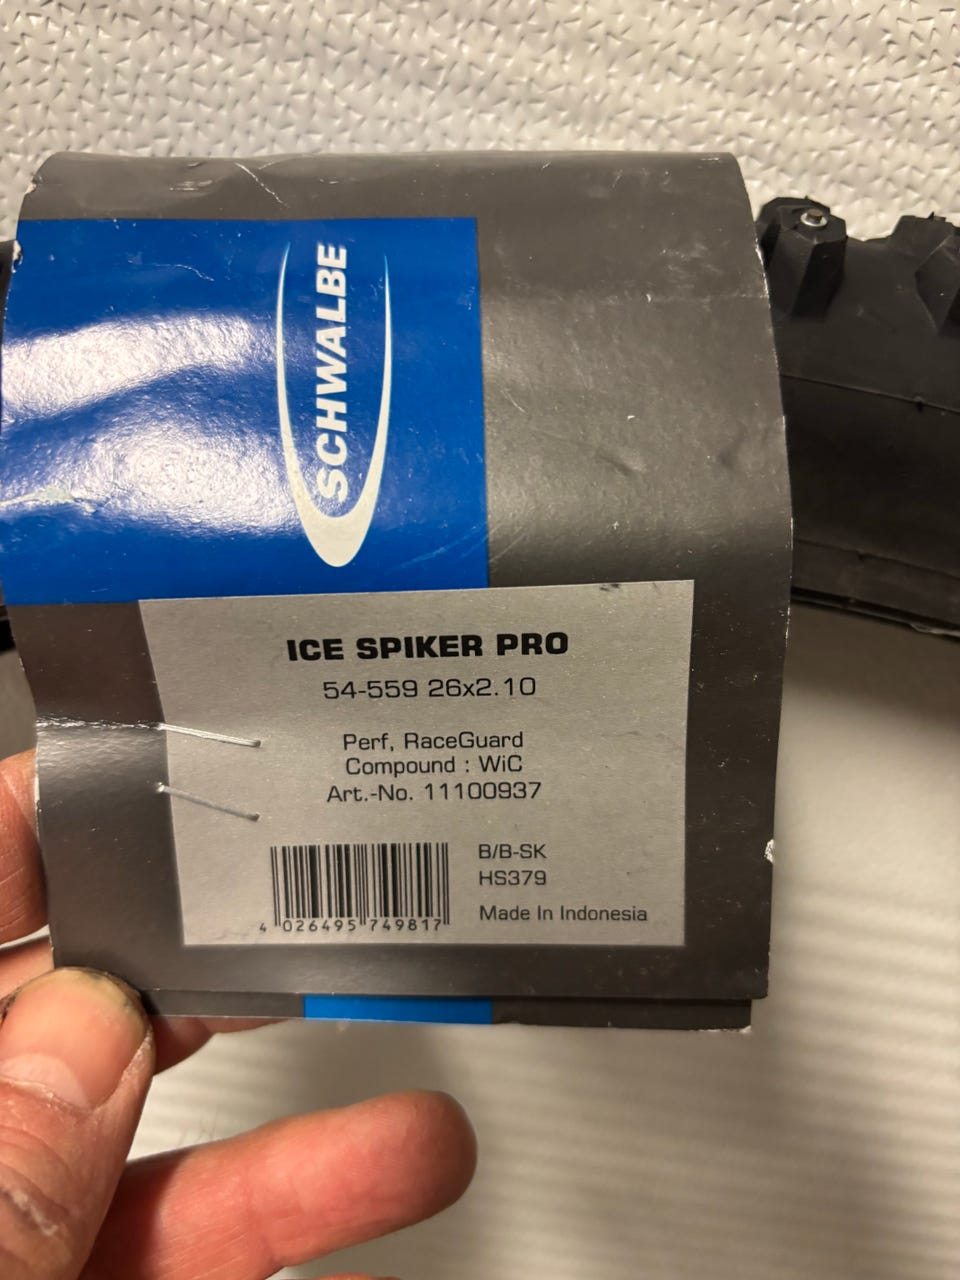 SCHWALBE
ICE SPIKER PRO
54-559 26x2.10
Perf, RaceGuard
Compound : WiC
Art.-No. 11100937
B/B-SK
HS379
Made In Indonesia
4 026495 749817